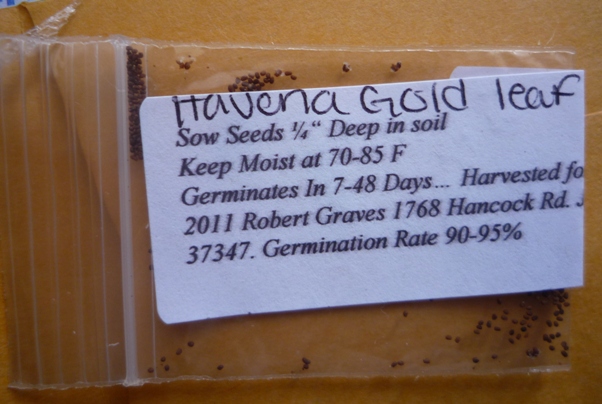 Havena Gold leaf
Sow Seeds ¼" Deep in soil
Keep Moist at 70-85 F
Germinates In 7-48 Days... Harvested fo
2011 Robert Graves 1768 Hancock Rd. J
37347. Germination Rate 90-95%